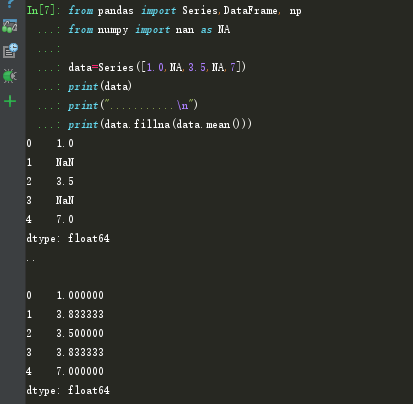 In[7]: from pandas import Series,DataFrame, np
...: from numpy import nan as NA
...:
...: data=Series([1.0,NA,3.5,NA,7])
...: print(data)
...: print("...........\n")
...: print(data.fillna(data.mean()))
0 1.0
1 NaN
2 3.5
3 NaN
4 7.0
dtype: float64
..
0 1.000000
1 3.833333
2 3.500000
3 3.833333
4 7.000000
dtype: float64